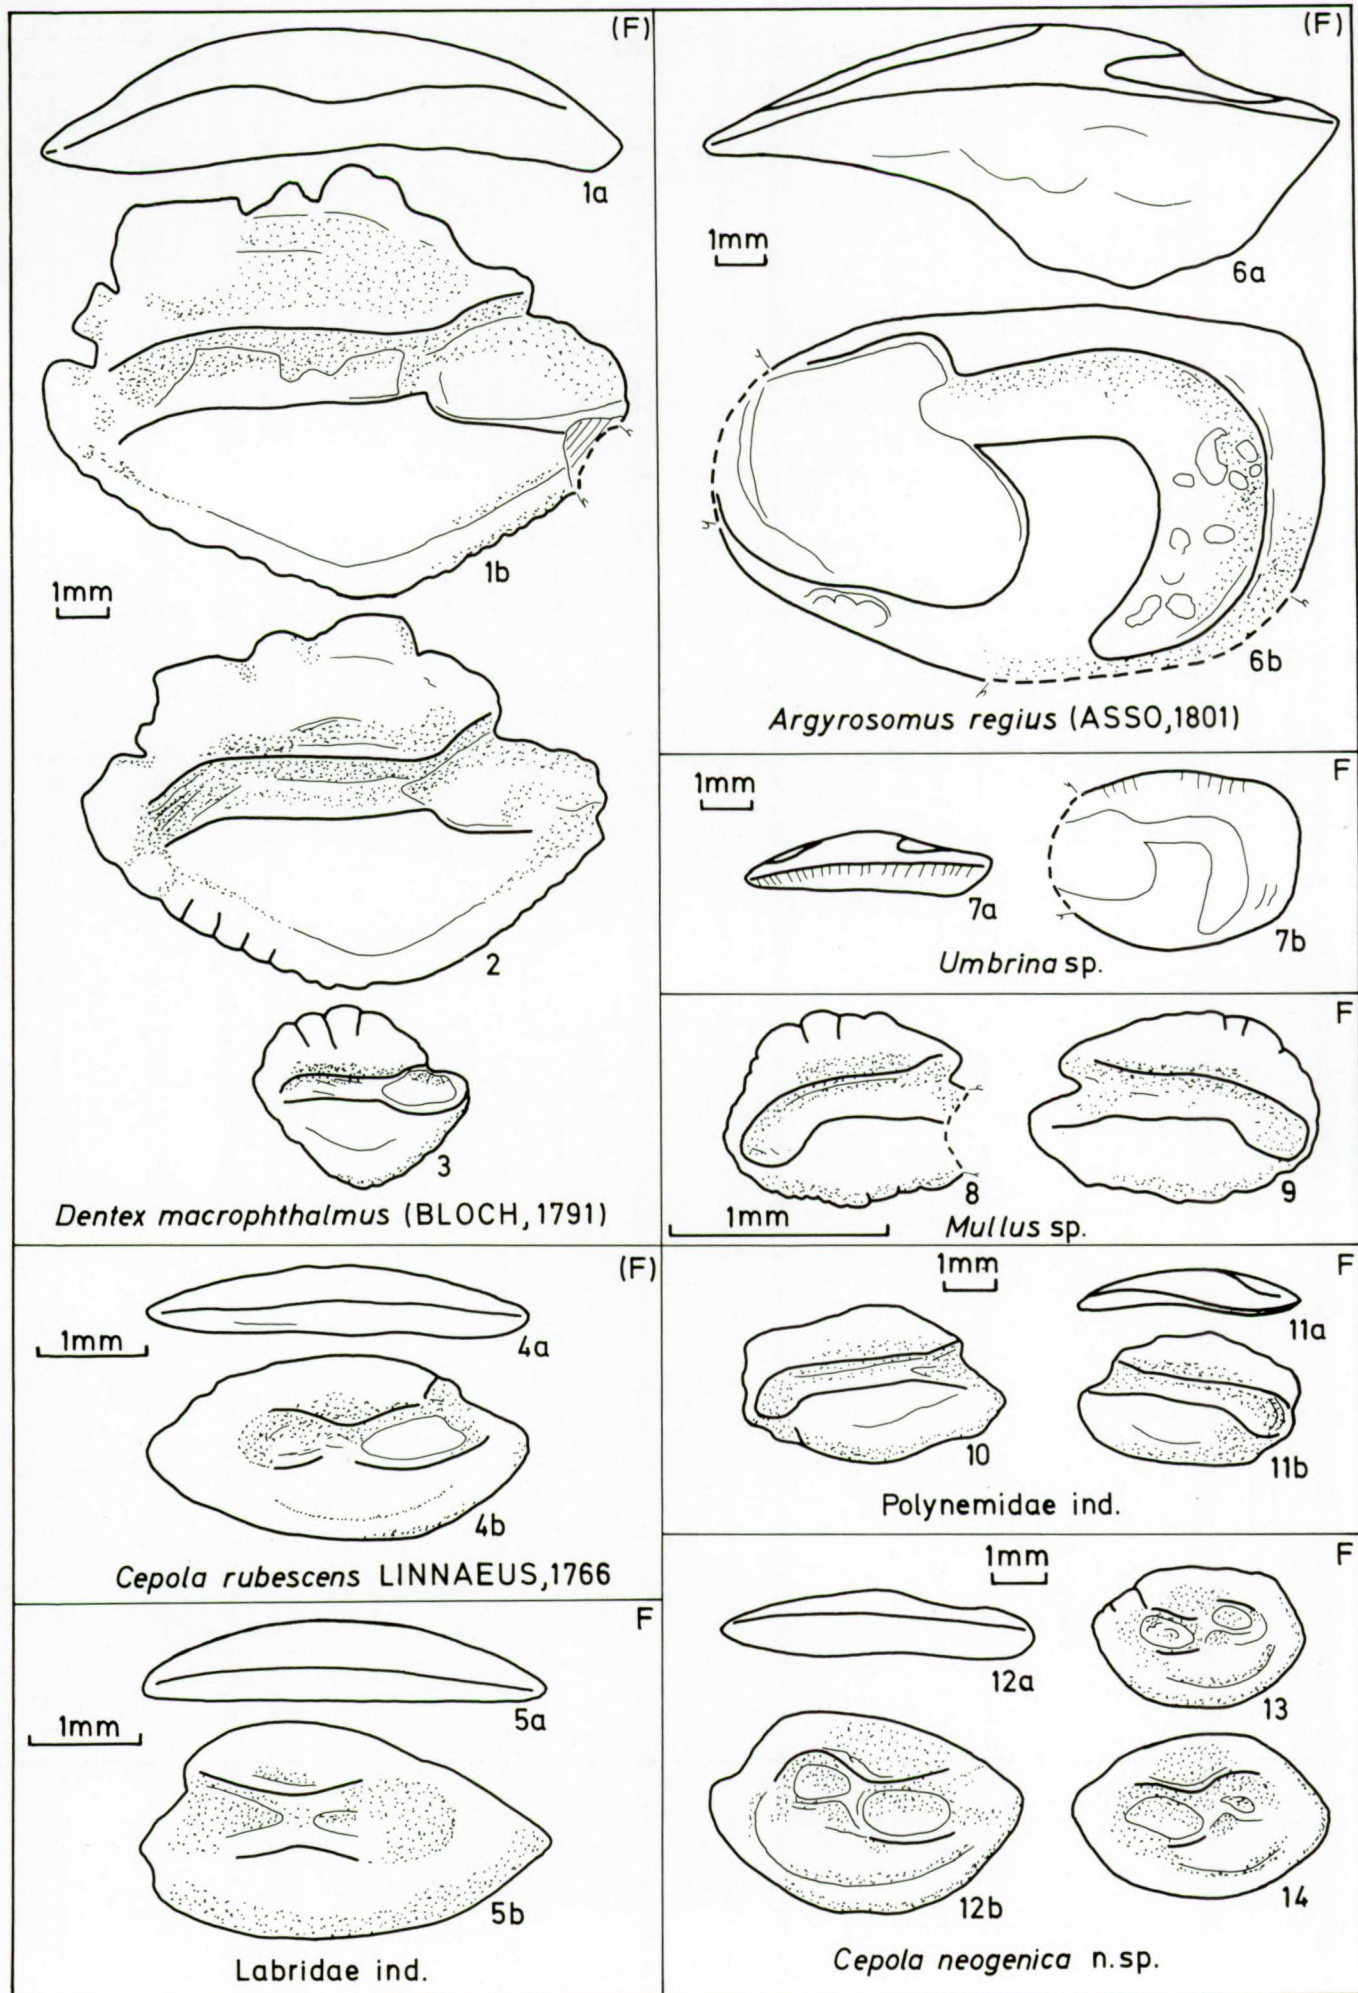 (F)
1a
1b
1mm
2
3
Dentex macrophthalmus (BLOCH, 1791)
(F)
1mm
4a
4b
Cepola rubescens LINNAEUS, 1766
F
1mm
5a
5b
Labridae ind.
(F)
1mm
6a
6b
Argyrosomus regius (ASSO, 1801)
F
1mm
7a
7b
Umbrina sp.
F
8
9
1mm
Mullus sp.
F
1mm
11a
10
11b
Polynemidae ind.
F
1mm
12a
13
12b
14
Cepola neogenica n.sp.